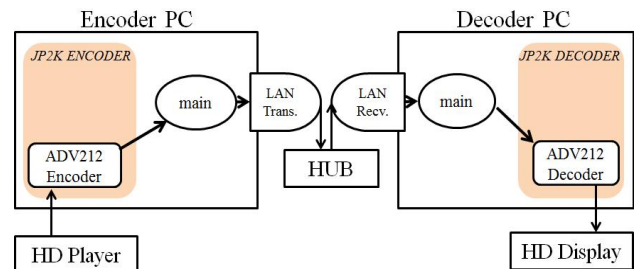 Encoder PC
JP2K ENCODER
main
ADV212
Encoder
HD Player
LAN
Trans.
HUB
LAN
Recv.
Decoder PC
JP2K DECODER
main
ADV212
Decoder
HD Display